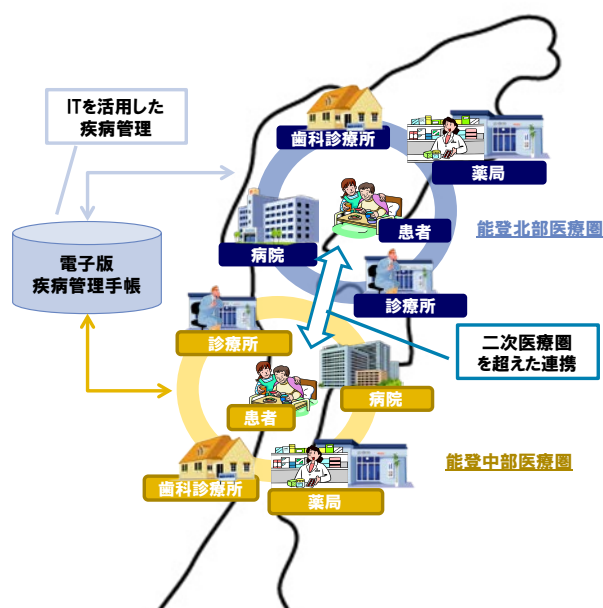 ITを活用した
疾病管理
歯科診療所
薬局
患者
能登北部医療圏
病院
電子版
疾病管理手帳
診療所
診療所
二次医療圏
を超えた連携
患者
病院
能登中部医療圏
歯科診療所
薬局